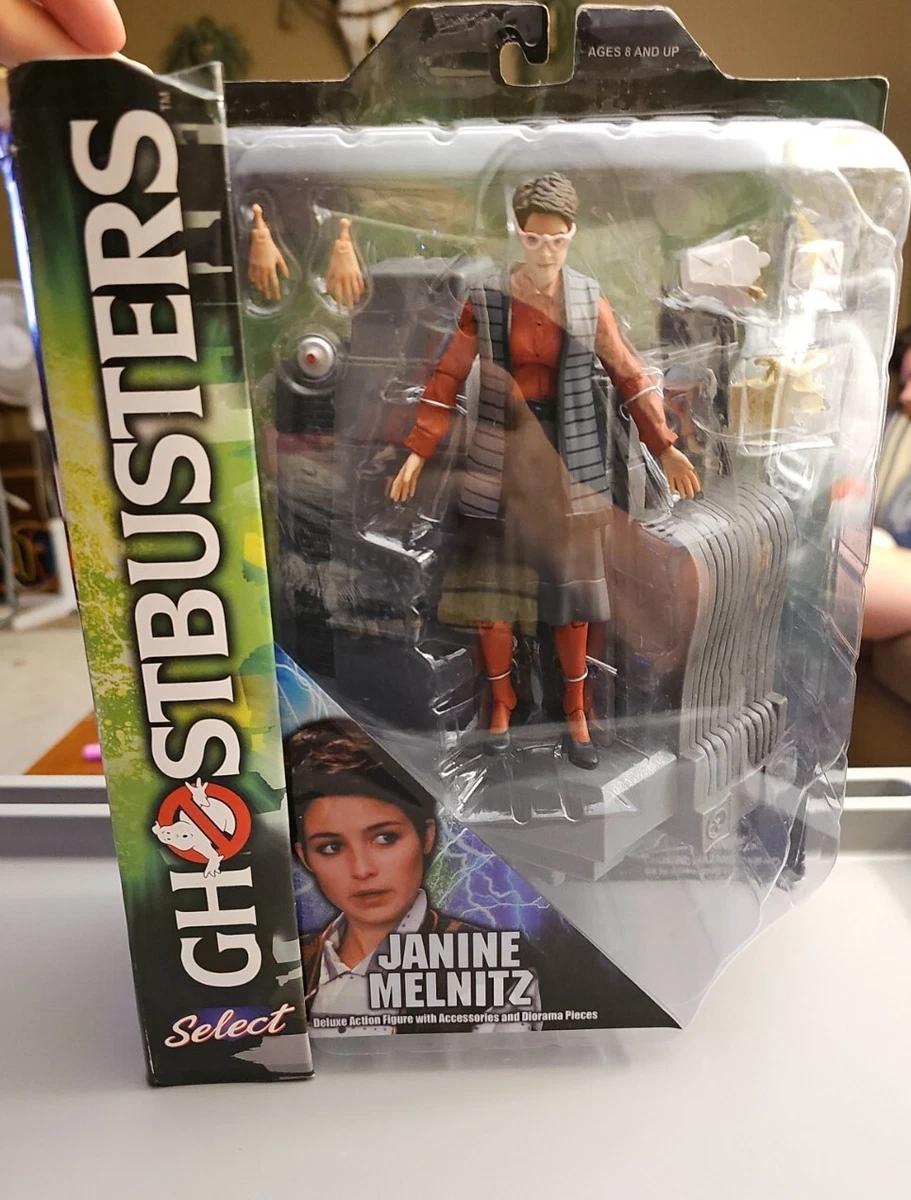 AGES 8 AND UP
GHOSTBUSTERS™
Select
JANINE
MELNITZ
Deluxe Action Figure with Accessories and Diorama Pieces